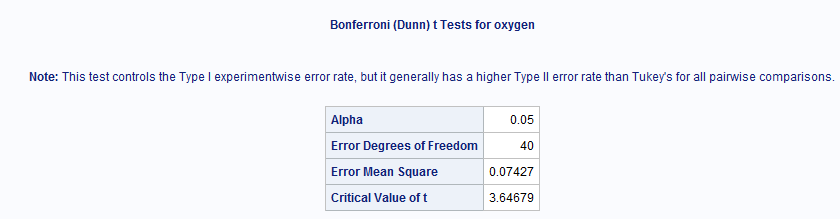 Bonferroni (Dunn) t Tests for oxygen
Note: This test controls the Type I experimentwise error rate, but it generally has a higher Type II error rate than Tukey's for all pairwise comparisons.
Alpha 0.05
Error Degrees of Freedom 40
Error Mean Square 0.07427
Critical Value of t 3.64679